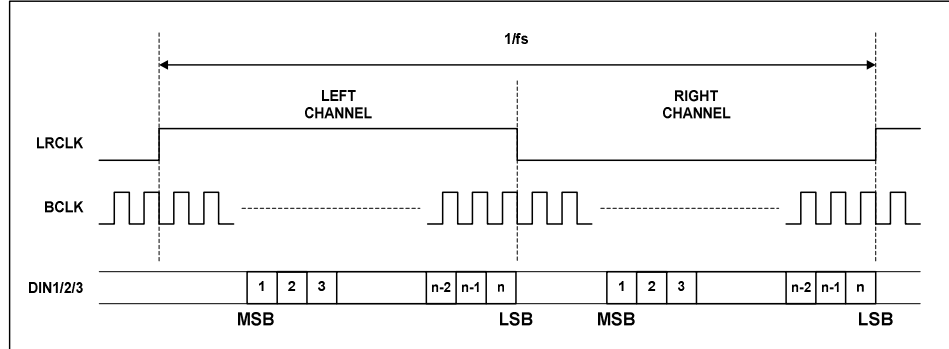 1/fs
LEFT CHANNEL RIGHT CHANNEL
LRCLK
BCLK
DIN1/2/3 1 2 3 n-2 n-1 n 1 2 3 n-2 n-1 n
MSB LSB MSB LSB